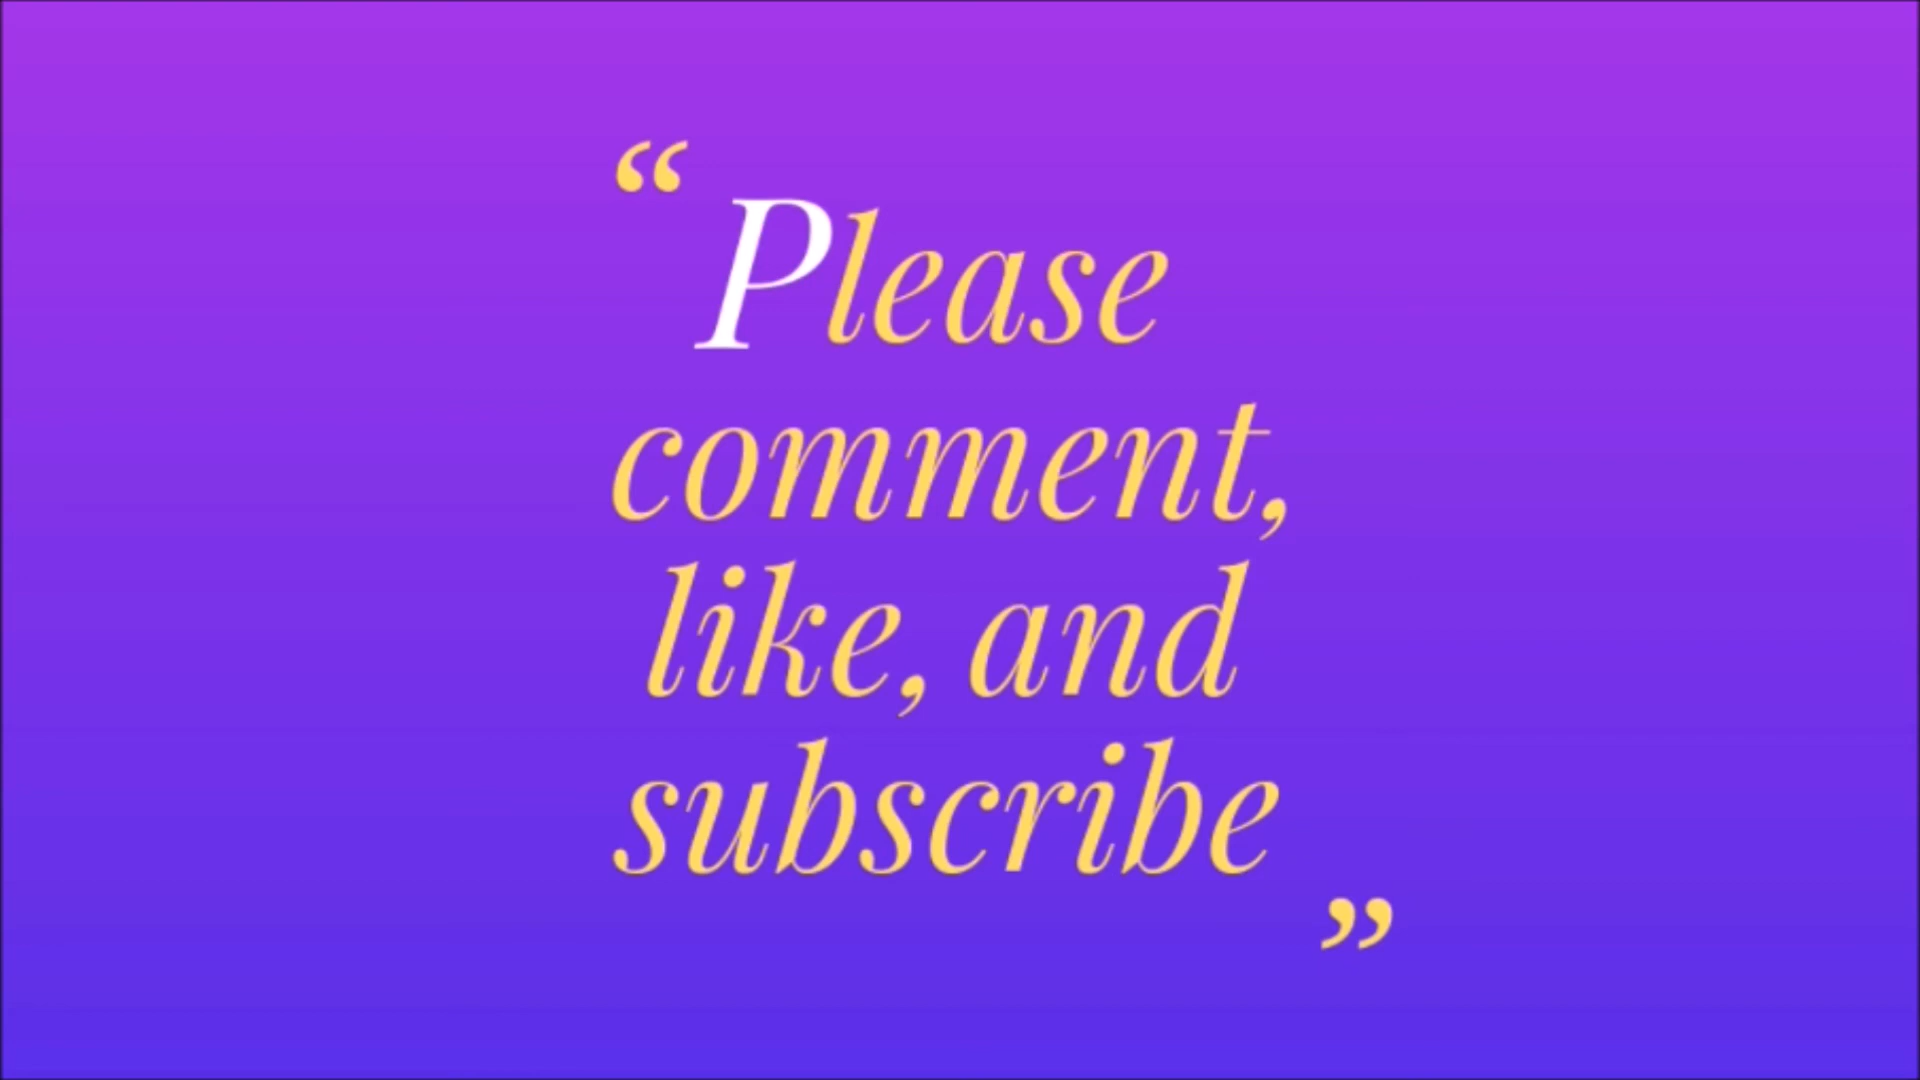 “Please
comment,
like, and
subscribe”